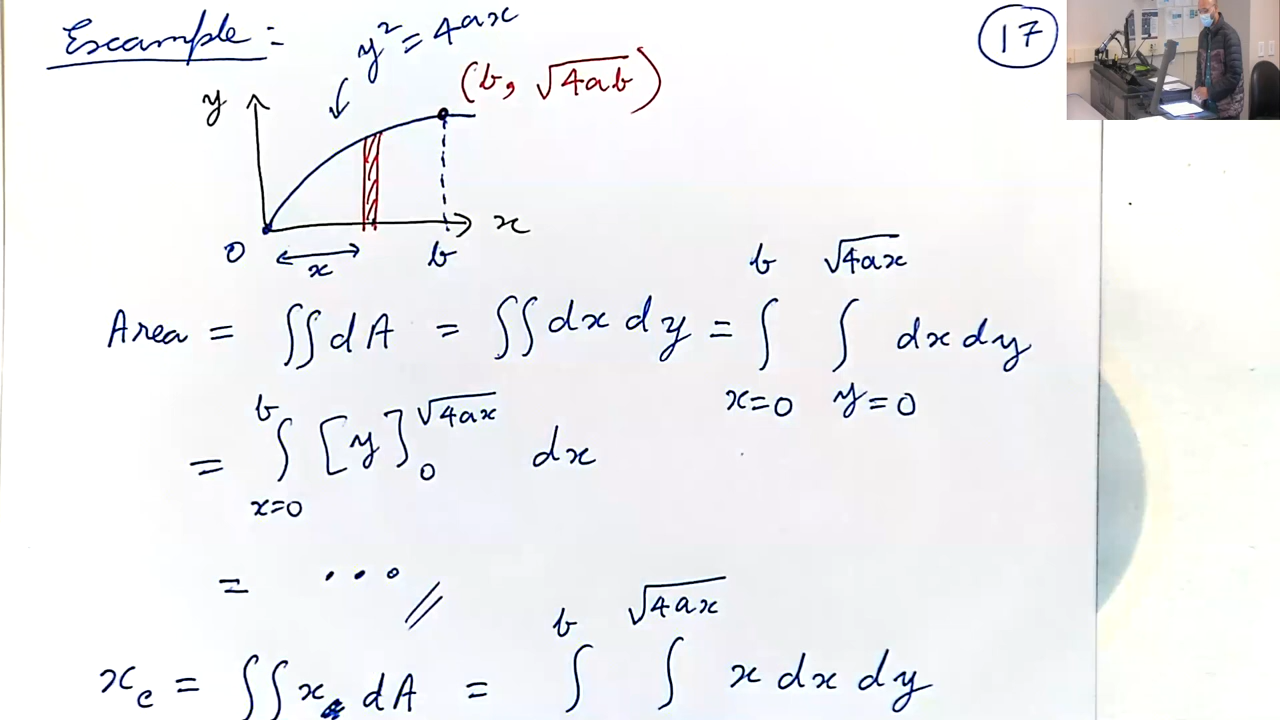 Example:
y² = 4ax
17
(b, √4ab)
y
x
0
x
b
Area = ∫∫ dA = ∫∫ dx dy = ∫_{x=0}^{b} ∫_{y=0}^{√4ax} dx dy
= ∫_{x=0}^{b} [y]_{0}^{√4ax} dx
= ... //
x_c = ∫∫ x dA = ∫^{b} ∫^{√4ax} x dx dy